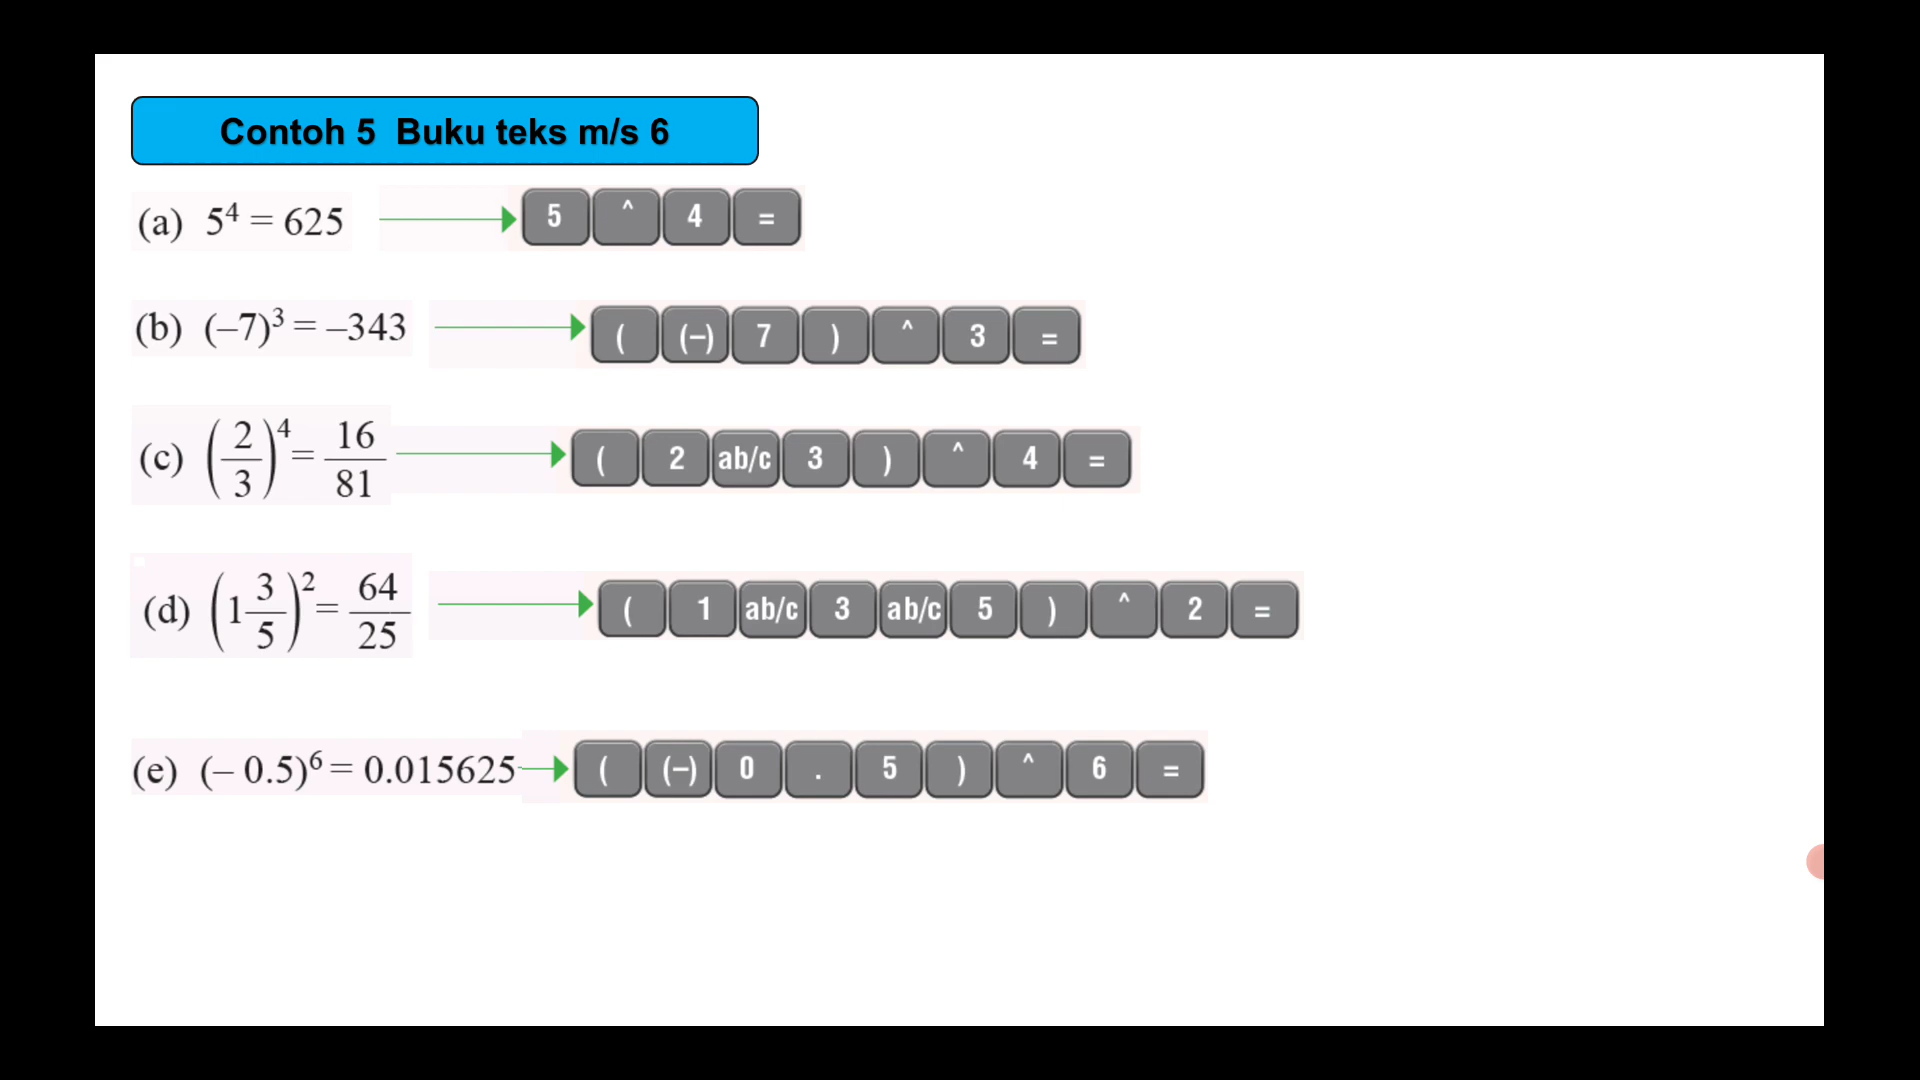 Contoh 5 Buku teks m/s 6
(a) 5⁴ = 625 5 ^ 4 =
(b) (–7)³ = –343 ( (–) 7 ) ^ 3 =
(c) (2/3)⁴ = 16/81 ( 2 ab/c 3 ) ^ 4 =
(d) (1 3/5)² = 64/25 ( 1 ab/c 3 ab/c 5 ) ^ 2 =
(e) (– 0.5)⁶ = 0.015625 ( (–) 0 . 5 ) ^ 6 =